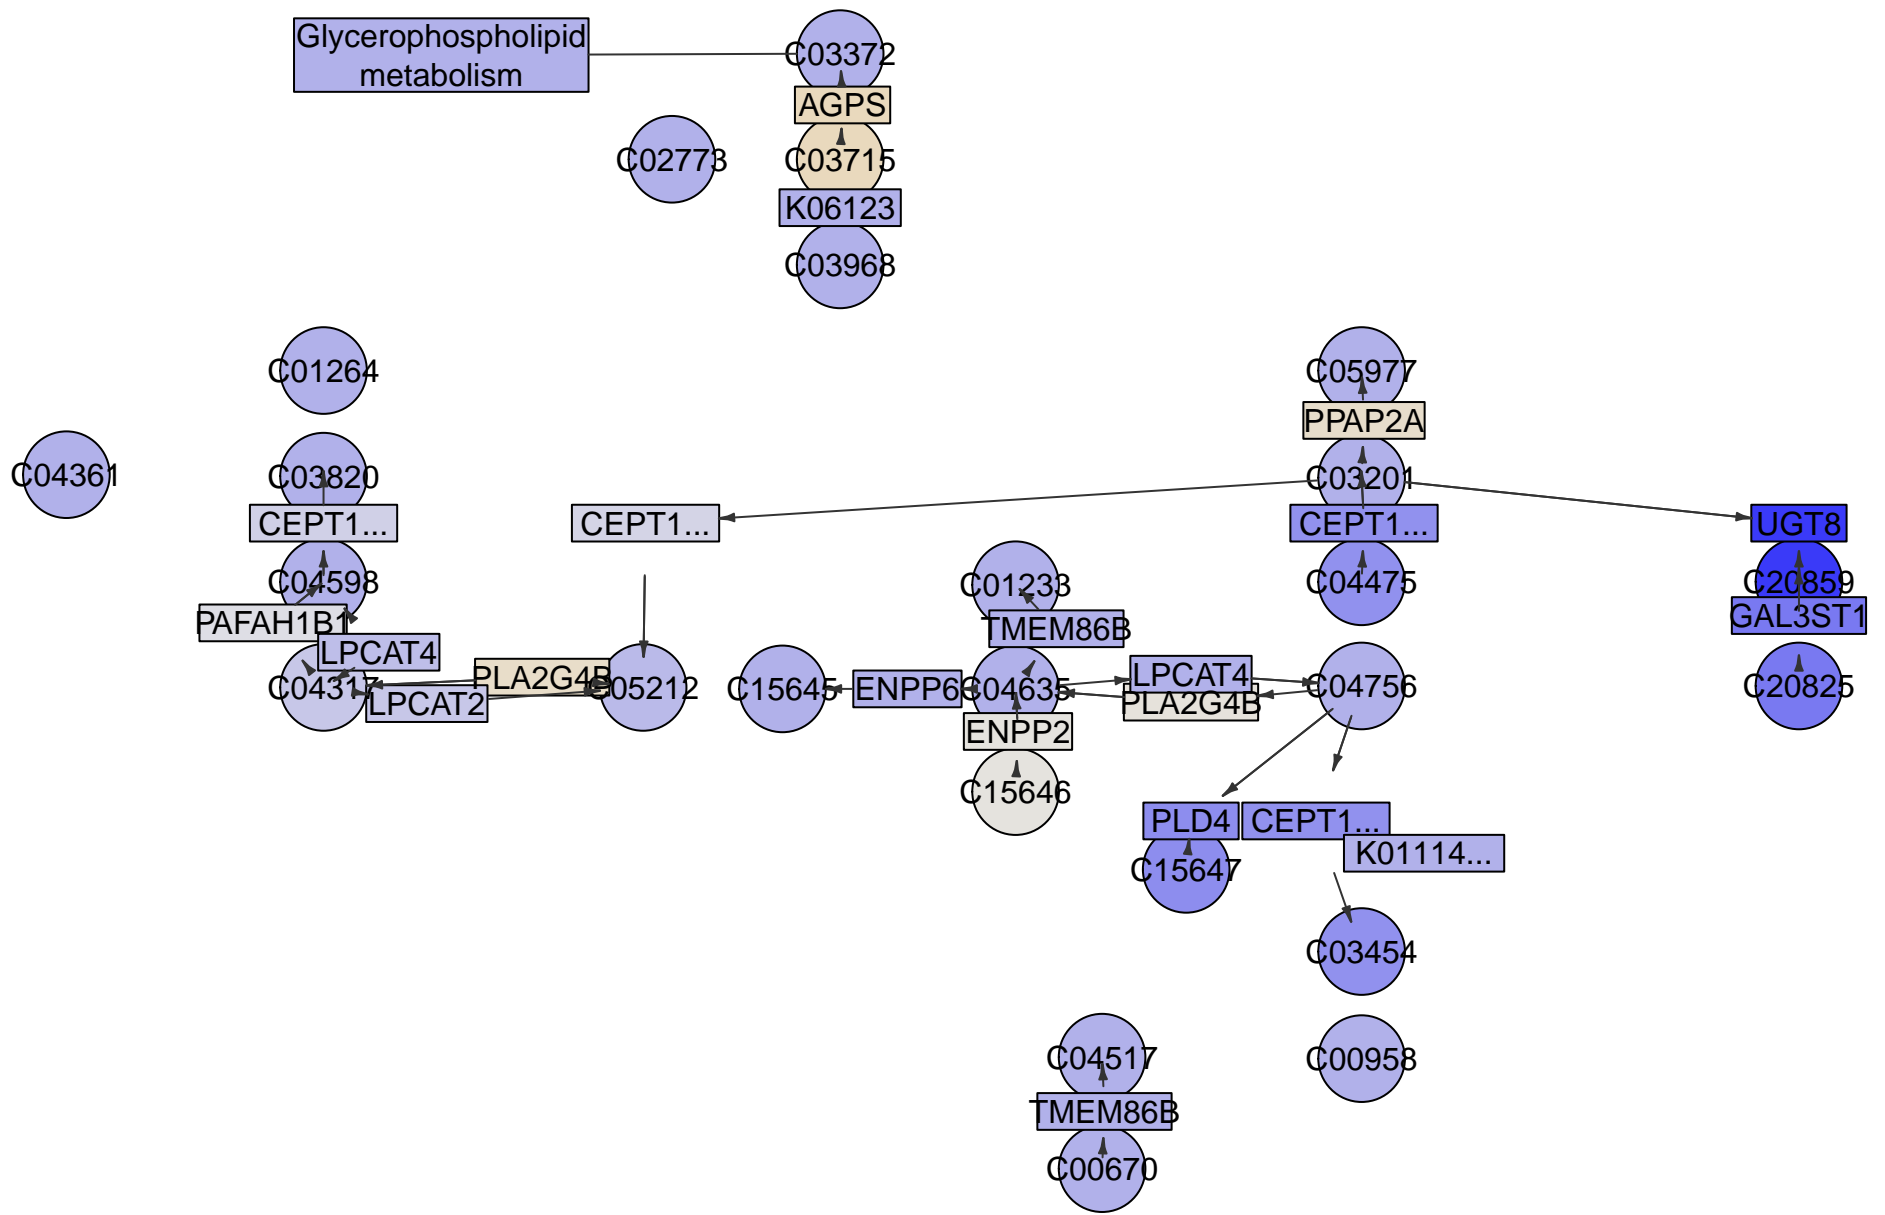 Glycerophospholipid
metabolism
C03372
AGPS
C02773
C03715
K06123
C03968
C01264
C05977
PPAP2A
C04361
C03820
C03201
CEPT1...
CEPT1...
CEPT1...
UGT8
C04598
C01233
C04475
C20859
PAFAH1B1
TMEM86B
GAL3ST1
LPCAT4
C04317
PLA2G4B
LPCAT2
C05212
C15645
ENPP6
C04635
LPCAT4
PLA2G4B
C04756
C20825
ENPP2
C15646
PLD4
CEPT1...
K01114...
C15647
C03454
C04517
C00958
TMEM86B
C00670